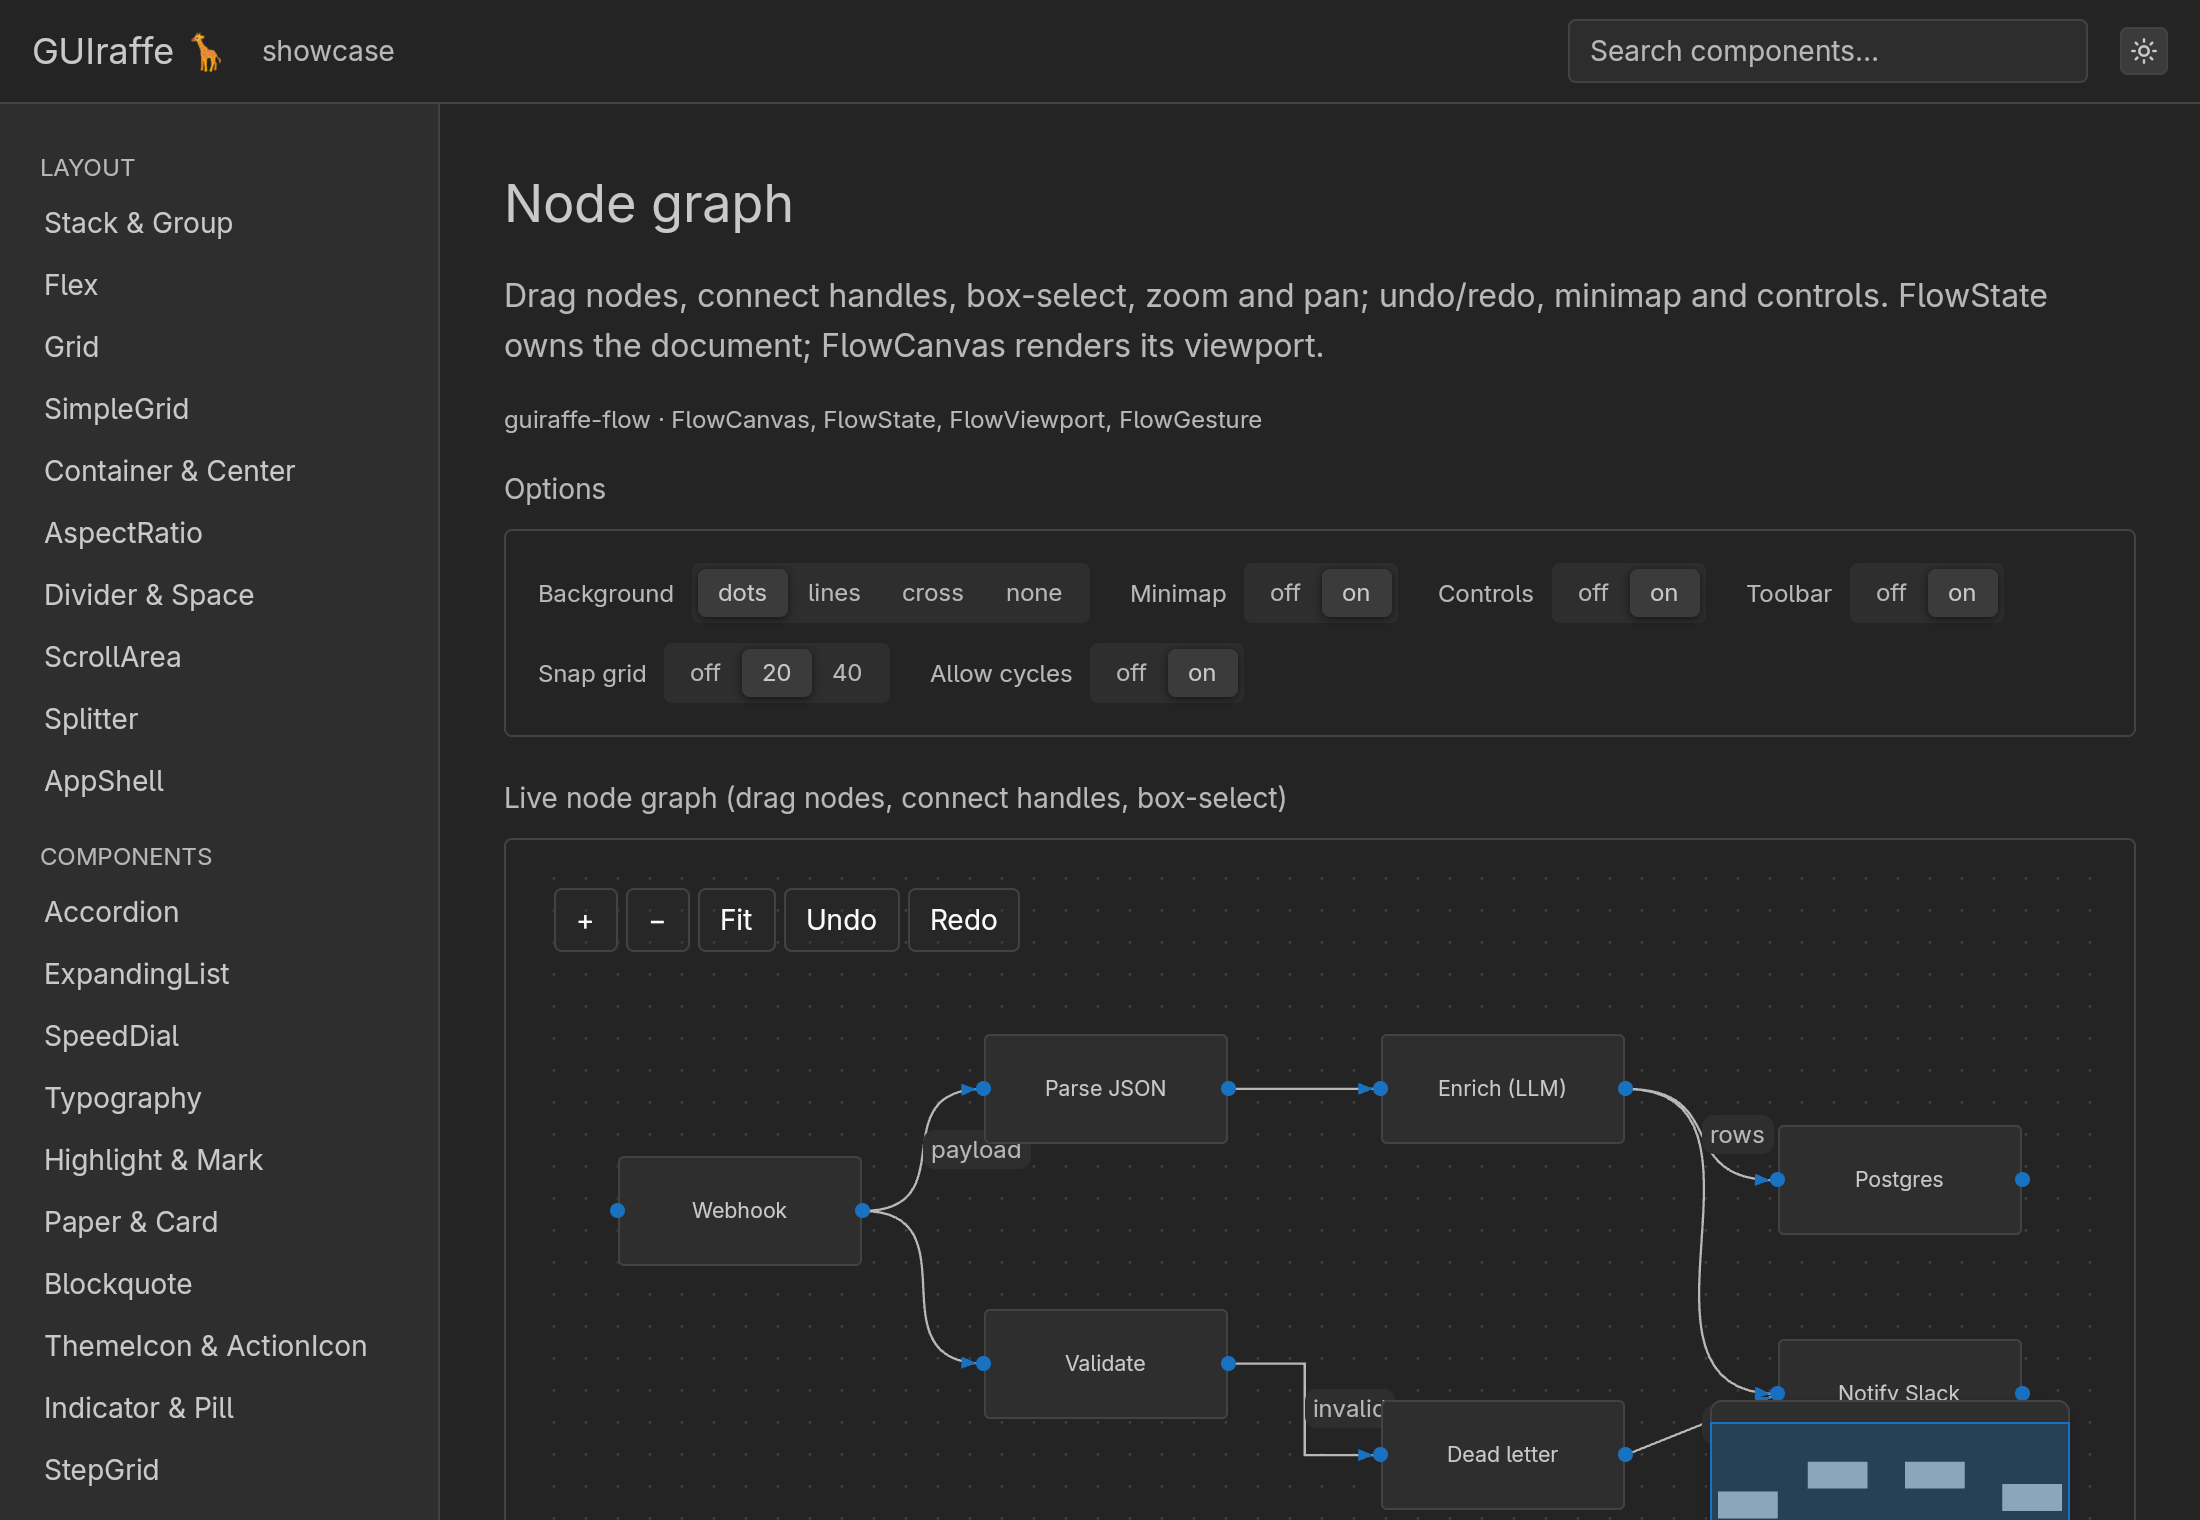 GUIraffe 🦒 showcase
Search components...
LAYOUT
Stack & Group
Flex
Grid
SimpleGrid
Container & Center
AspectRatio
Divider & Space
ScrollArea
Splitter
AppShell
COMPONENTS
Accordion
ExpandingList
SpeedDial
Typography
Highlight & Mark
Paper & Card
Blockquote
ThemeIcon & ActionIcon
Indicator & Pill
StepGrid
Node graph
Drag nodes, connect handles, box-select, zoom and pan; undo/redo, minimap and controls. FlowState
owns the document; FlowCanvas renders its viewport.
guiraffe-flow · FlowCanvas, FlowState, FlowViewport, FlowGesture
Options
Background dots lines cross none Minimap off on Controls off on Toolbar off on
Snap grid off 20 40 Allow cycles off on
Live node graph (drag nodes, connect handles, box-select)
+ − Fit Undo Redo
Parse JSON
Enrich (LLM)
rows
payload
Postgres
Webhook
Validate
Notify Slack
invalid
Dead letter